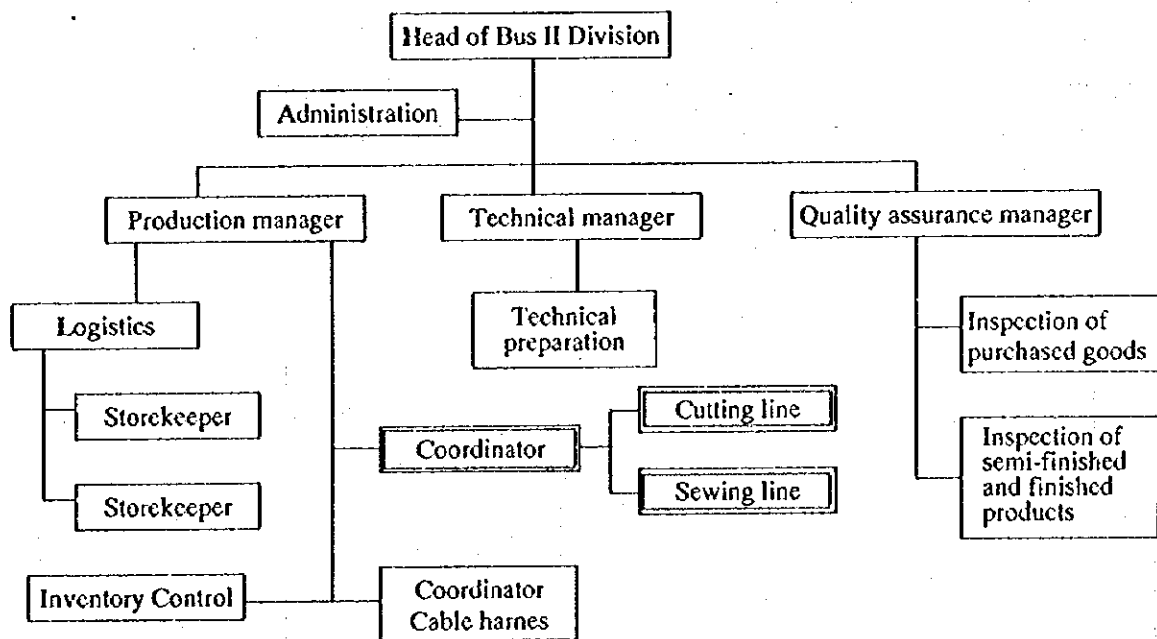 Head of Bus II Division
Administration
Production manager
Technical manager
Quality assurance manager
Logistics
Technical
preparation
Inspection of
purchased goods
Storekeeper
Cutting line
Coordinator
Inspection of
semi-finished
and finished
products
Storekeeper
Sewing line
Inventory Control
Coordinator
Cable harnes